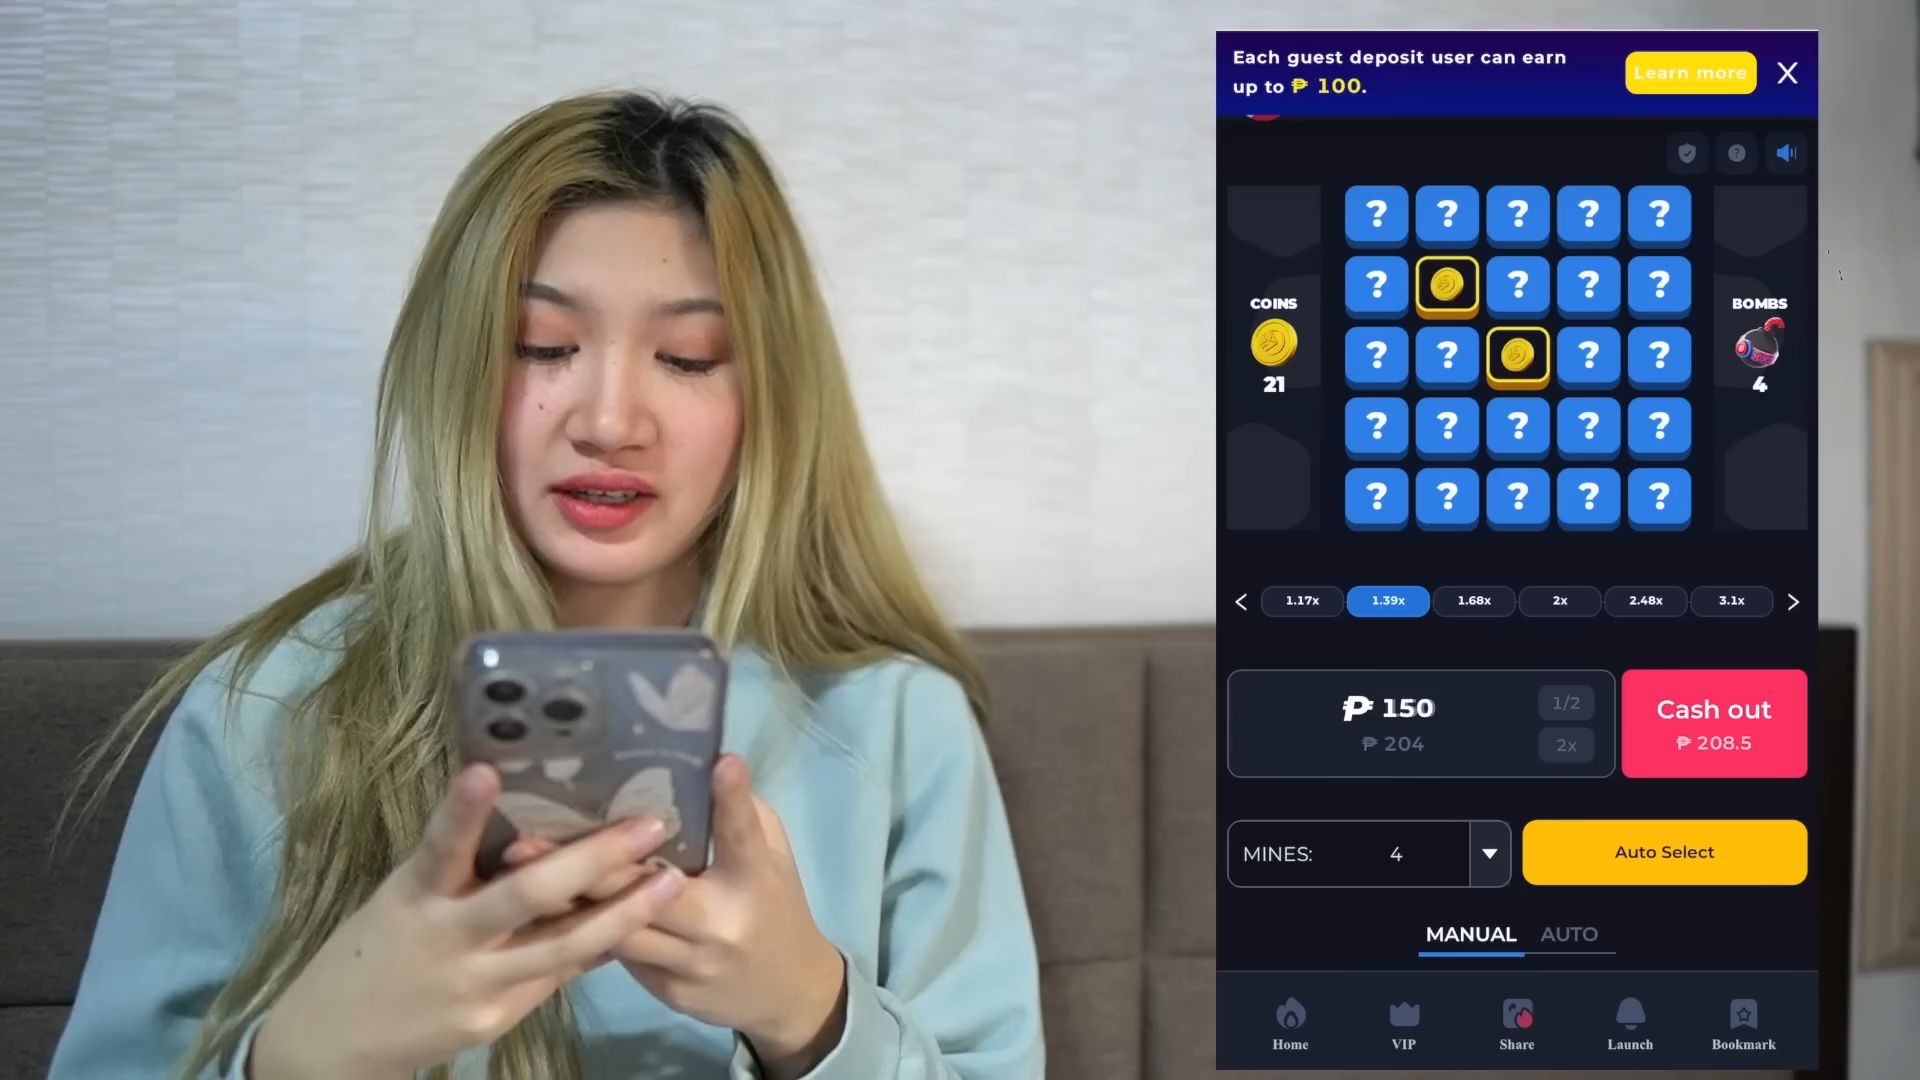 Each guest deposit user can earn
up to ₱ 100.
Learn more
X
?
? ? ? ? ?
? ? ? ?
? ? ? ?
? ? ? ? ?
? ? ? ? ?
COINS
21
BOMBS
4
1.17x 1.39x 1.68x 2x 2.48x 3.1x
₱ 150
₱ 204
1/2
2x
Cash out
₱ 208.5
MINES: 4
Auto Select
MANUAL AUTO
Home VIP Share Launch Bookmark